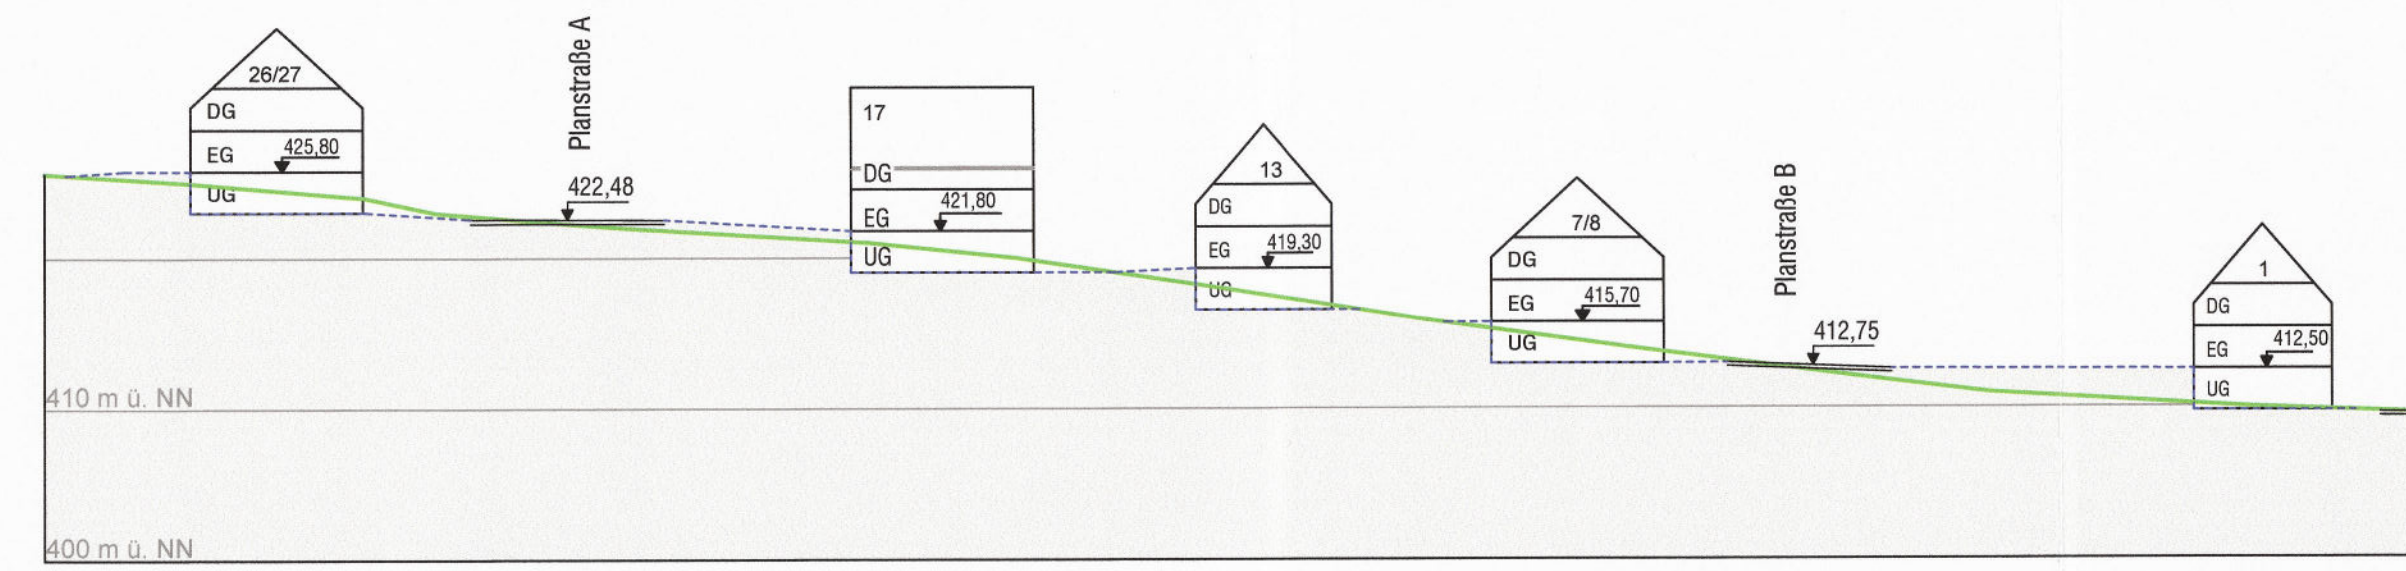 26/27
DG
EG 425,80
UG
Planstraße A
422,48
17
DG
EG 421,80
UG
13
DG
EG 419,30
UG
7/8
DG
EG 415,70
UG
Planstraße B
412,75
1
DG
EG 412,50
UG
410 m ü. NN
400 m ü. NN